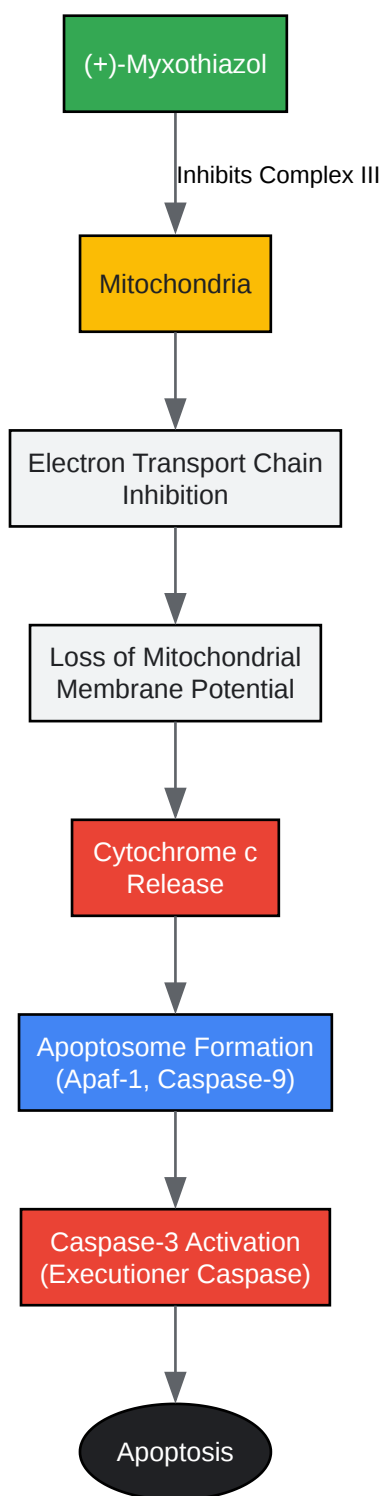 (+)-Myxothiazol
Inhibits Complex III
Mitochondria
Electron Transport Chain
Inhibition
Loss of Mitochondrial
Membrane Potential
Cytochrome c
Release
Apoptosome Formation
(Apaf-1, Caspase-9)
Caspase-3 Activation
(Executioner Caspase)
Apoptosis